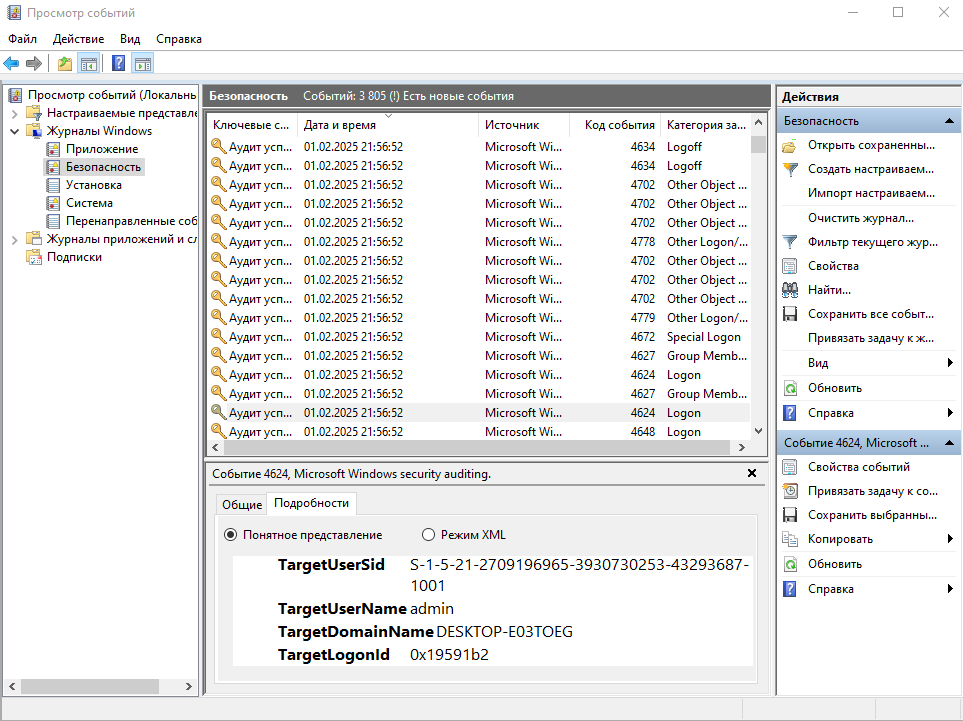 Просмотр событий
Файл Действие Вид Справка
Просмотр событий (Локальны
Настраиваемые представле
Журналы Windows
Приложение
Безопасность
Установка
Система
Перенаправленные соб
Журналы приложений и сл
Подписки
Безопасность Событий: 3 805 (!) Есть новые события
Ключевые с... Дата и время Источник Код события Категория за...
Аудит усп... 01.02.2025 21:56:52 Microsoft Wi... 4634 Logoff
Аудит усп... 01.02.2025 21:56:52 Microsoft Wi... 4634 Logoff
Аудит усп... 01.02.2025 21:56:52 Microsoft Wi... 4702 Other Object ...
Аудит усп... 01.02.2025 21:56:52 Microsoft Wi... 4702 Other Object ...
Аудит усп... 01.02.2025 21:56:52 Microsoft Wi... 4702 Other Object ...
Аудит усп... 01.02.2025 21:56:52 Microsoft Wi... 4778 Other Logon/...
Аудит усп... 01.02.2025 21:56:52 Microsoft Wi... 4702 Other Object ...
Аудит усп... 01.02.2025 21:56:52 Microsoft Wi... 4702 Other Object ...
Аудит усп... 01.02.2025 21:56:52 Microsoft Wi... 4702 Other Object ...
Аудит усп... 01.02.2025 21:56:52 Microsoft Wi... 4779 Other Logon/...
Аудит усп... 01.02.2025 21:56:52 Microsoft Wi... 4672 Special Logon
Аудит усп... 01.02.2025 21:56:52 Microsoft Wi... 4627 Group Memb...
Аудит усп... 01.02.2025 21:56:52 Microsoft Wi... 4624 Logon
Аудит усп... 01.02.2025 21:56:52 Microsoft Wi... 4627 Group Memb...
Аудит усп... 01.02.2025 21:56:52 Microsoft Wi... 4624 Logon
Аудит усп... 01.02.2025 21:56:52 Microsoft Wi... 4648 Logon
Событие 4624, Microsoft Windows security auditing.
Общие Подробности
Понятное представление Режим XML
TargetUserSid S-1-5-21-2709196965-3930730253-43293687-
1001
TargetUserName admin
TargetDomainName DESKTOP-E03TOEG
TargetLogonId 0x19591b2
Действия
Безопасность
Открыть сохраненны...
Создать настраиваем...
Импорт настраиваем...
Очистить журнал...
Фильтр текущего жур...
Свойства
Найти...
Сохранить все событ...
Привязать задачу к ж...
Вид
Обновить
Справка
Событие 4624, Microsoft ...
Свойства событий
Привязать задачу к со...
Сохранить выбранны...
Копировать
Обновить
Справка